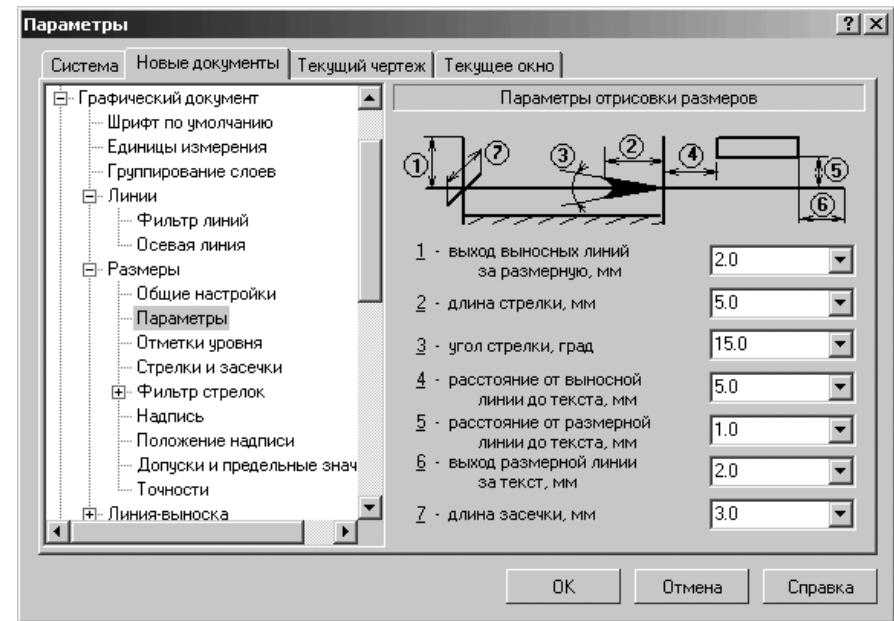 Параметры
Система
Новые документы
Текущий чертеж
Текущее окно
Графический документ
Шрифт по умолчанию
Единицы измерения
Группирование слоев
Линии
Фильтр линий
Осевая линия
Размеры
Общие настройки
Параметры
Отметки уровня
Стрелки и засечки
Фильтр стрелок
Надпись
Положение надписи
Допуски и предельные знач
Точности
Линия-выноска
Параметры отрисовки размеров
1
7
3
2
4
5
6
1 - выход выносных линий
за размерную, мм
2.0
2 - длина стрелки, мм
5.0
3 - угол стрелки, град
15.0
4 - расстояние от выносной
линии до текста, мм
5.0
5 - расстояние от размерной
линии до текста, мм
1.0
6 - выход размерной линии
за текст, мм
2.0
7 - длина засечки, мм
3.0
OK
Отмена
Справка